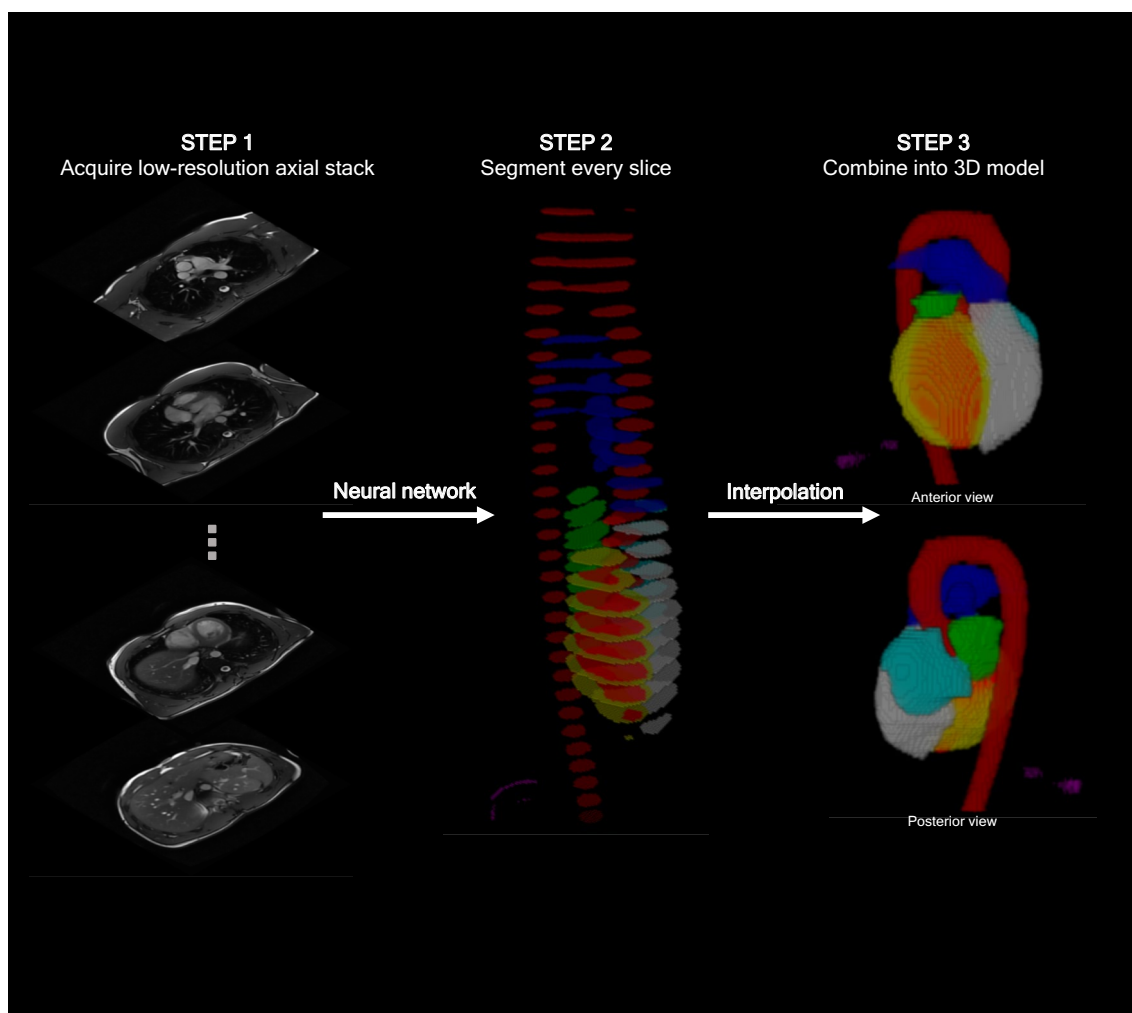 STEP 1
Acquire low-resolution axial stack
STEP 2
Segment every slice
STEP 3
Combine into 3D model
Neural network
Interpolation
Anterior view
Posterior view